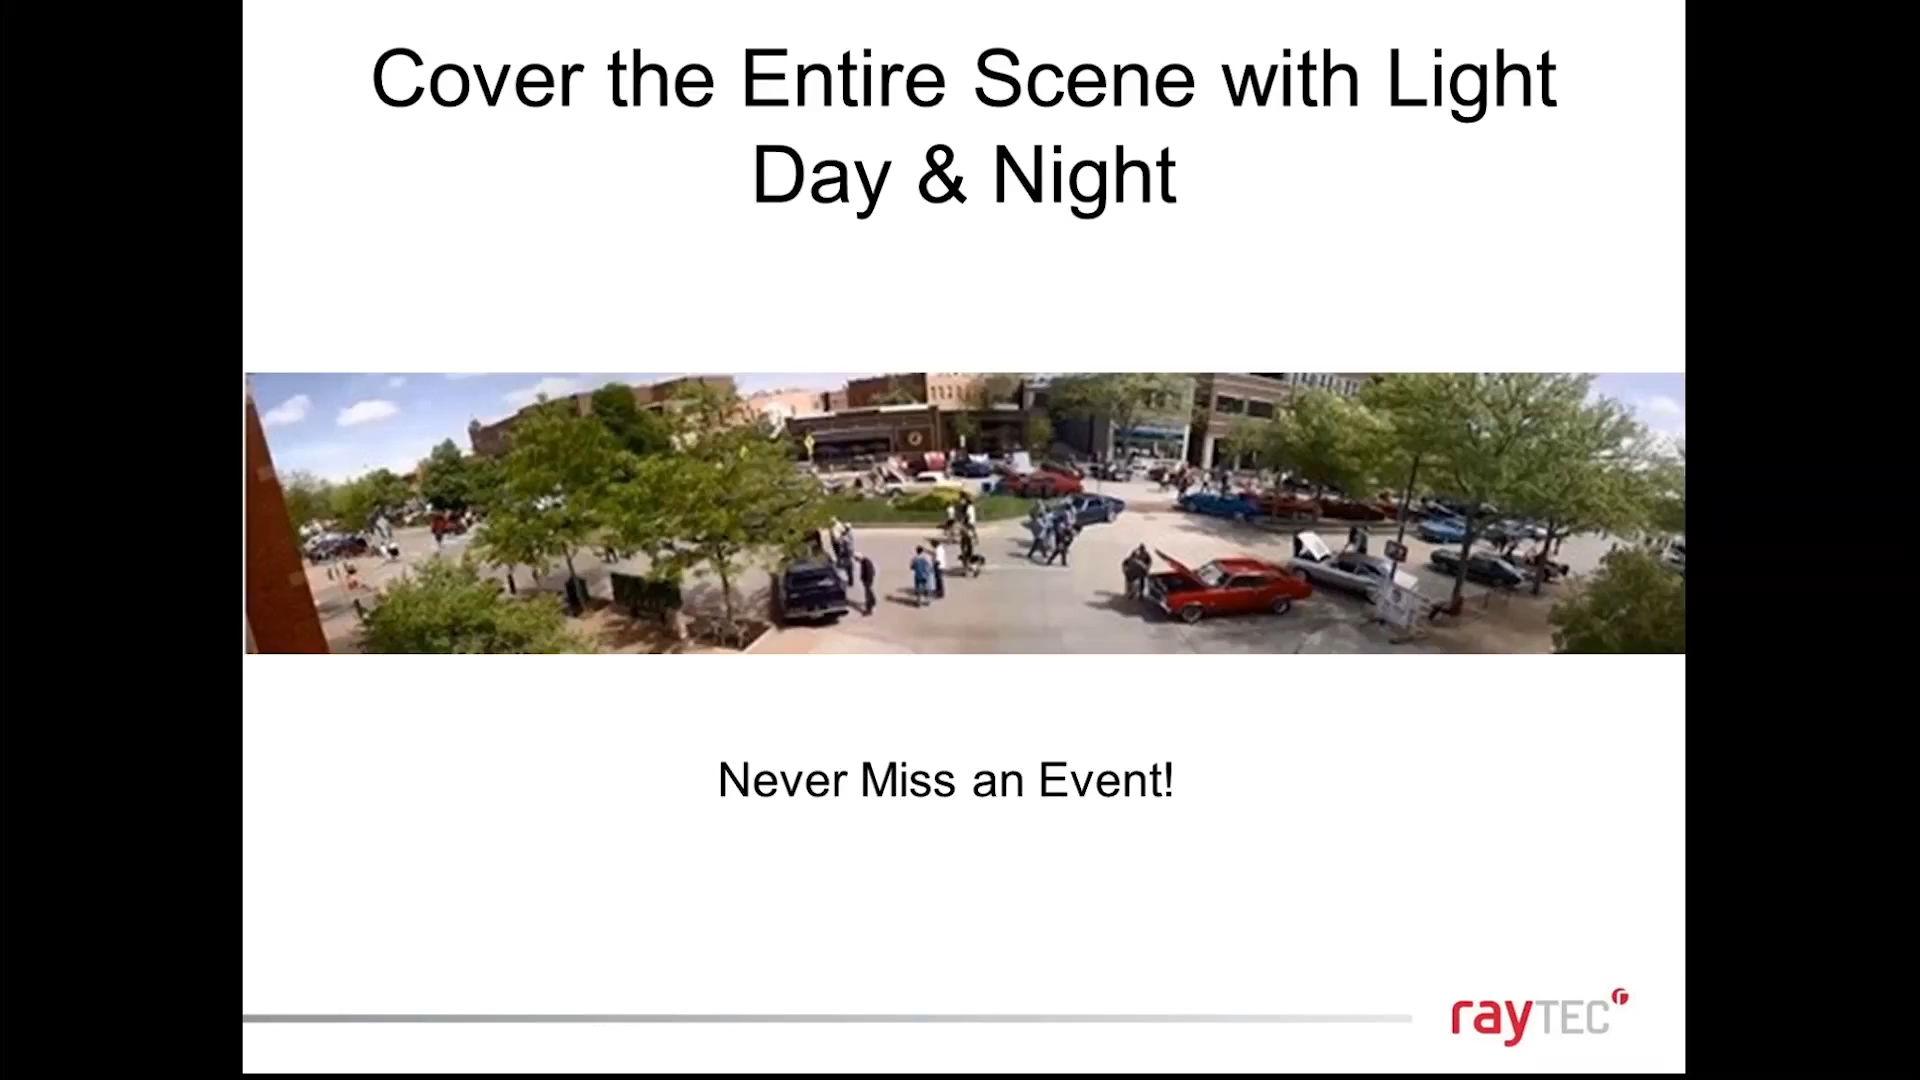 Cover the Entire Scene with Light
Day & Night
Never Miss an Event!
rayTEC